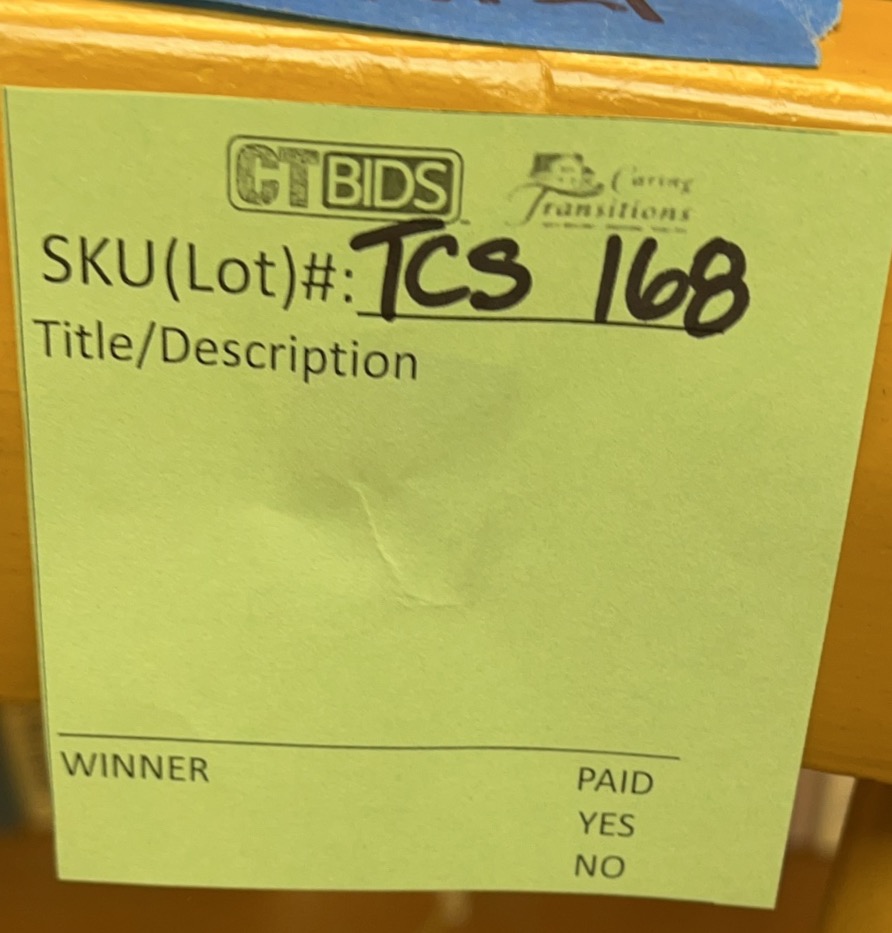 CTBIDS
Caring
Transitions
SKU(Lot)#: TCS 168
Title/Description
WINNER PAID
YES
NO